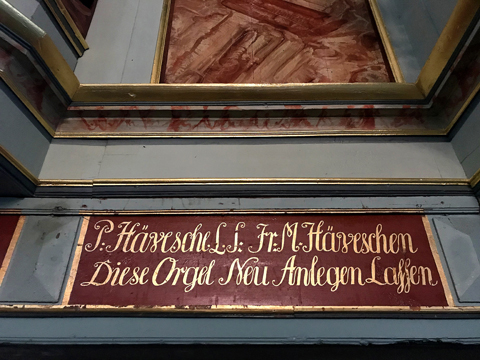 P: Hävesche L. S: Fr: M. Häveschen
Diese Orgel Neu Anlegen Laſſen